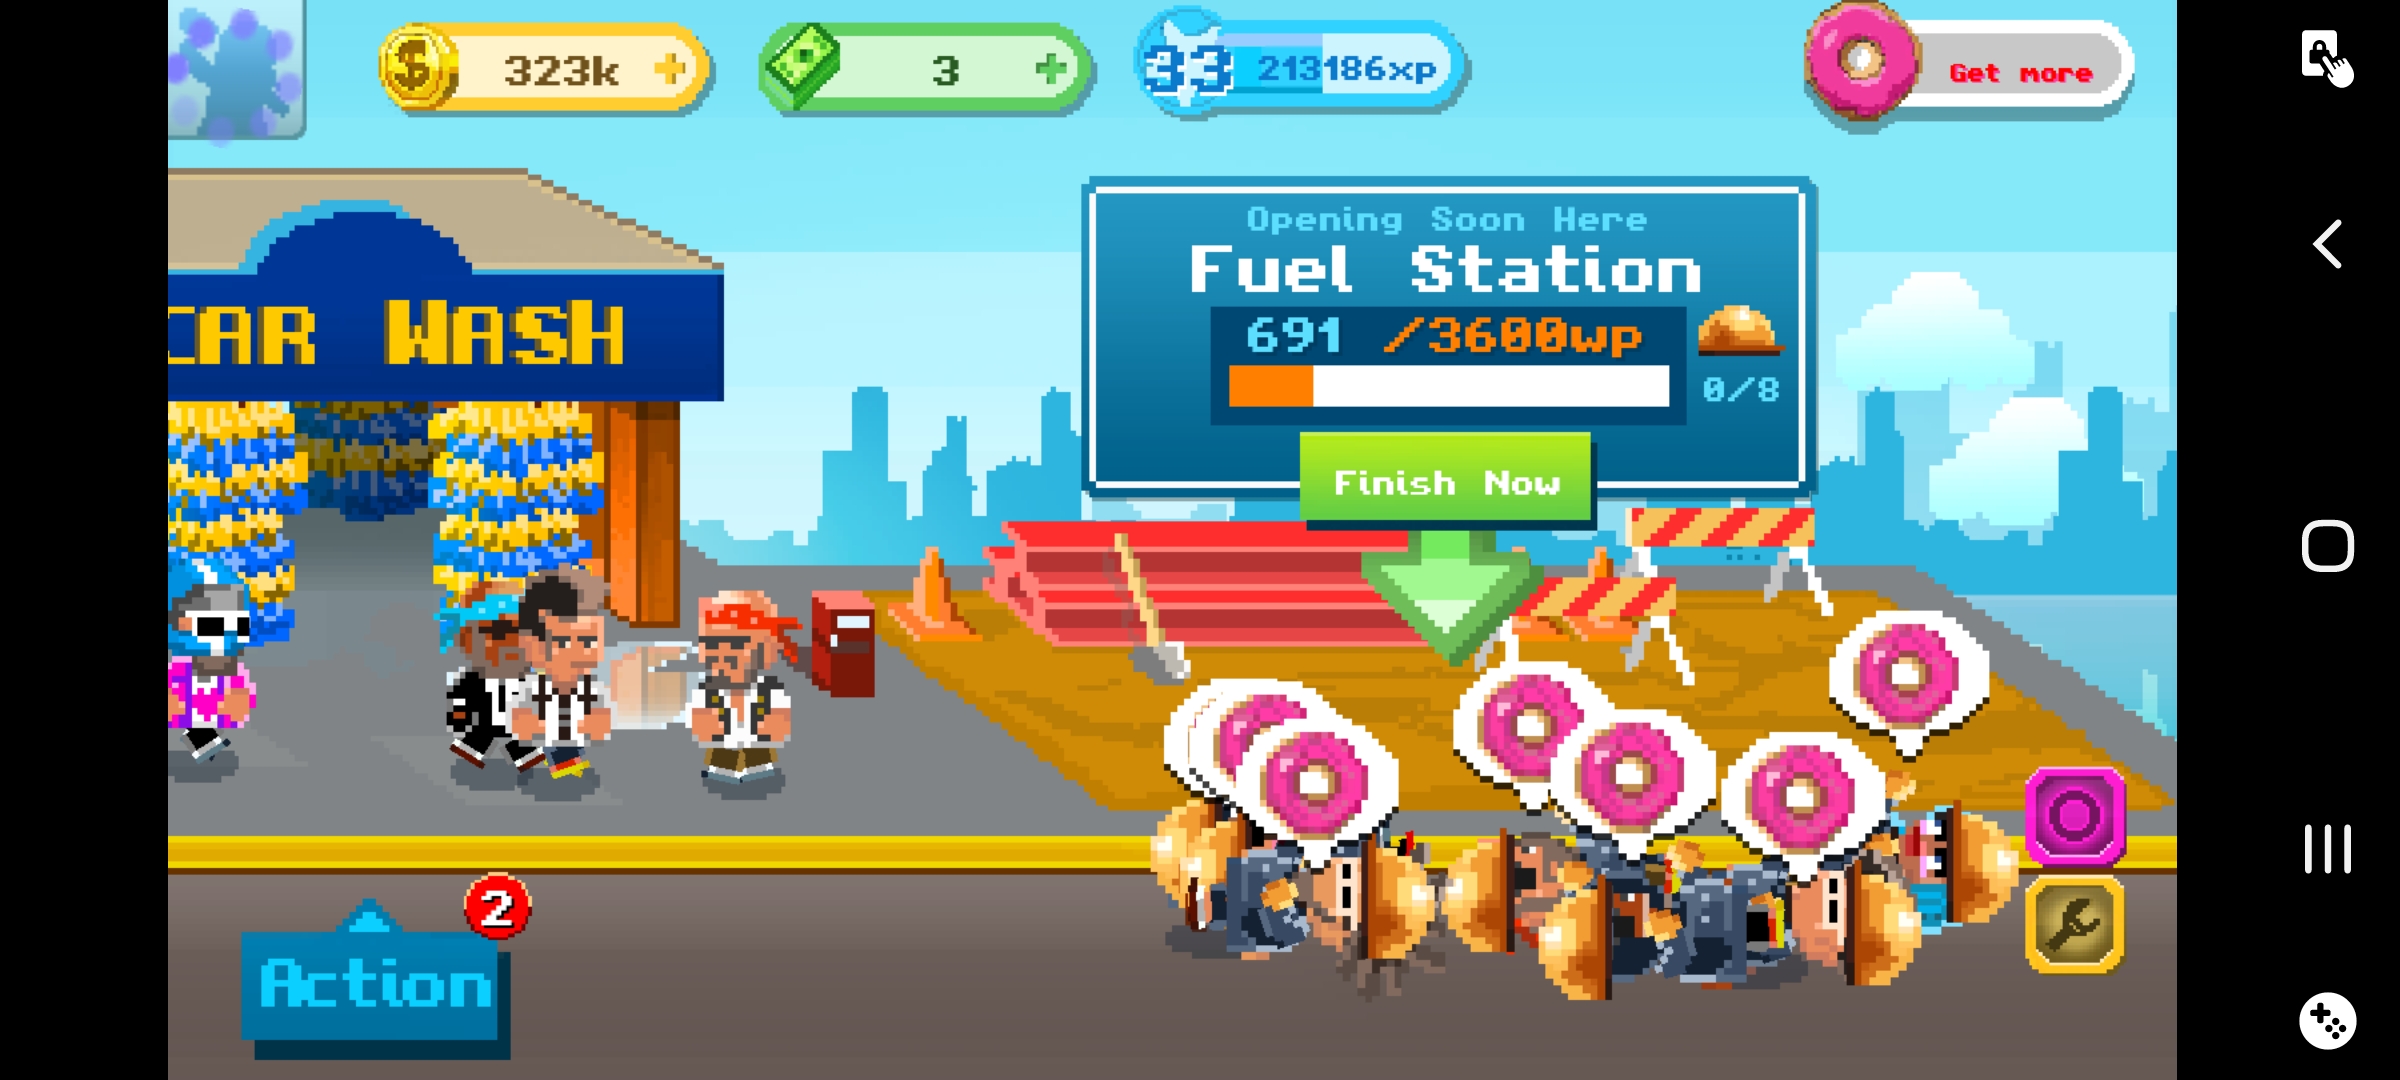 323k
3
33 213186xp
Get more
Opening Soon Here
Fuel Station
691 /3600wp
0/8
Finish Now
CAR WASH
2
Action